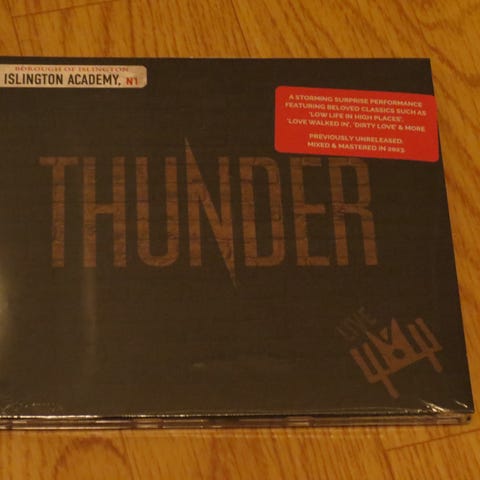 BOROUGH OF ISLINGTON
ISLINGTON ACADEMY, N1
A STORMING SURPRISE PERFORMANCE
FEATURING BELOVED CLASSICS SUCH AS
'LOW LIFE IN HIGH PLACES',
'LOVE WALKED IN', 'DIRTY LOVE' & MORE
PREVIOUSLY UNRELEASED,
MIXED & MASTERED IN 2023
THUNDER
LIVE